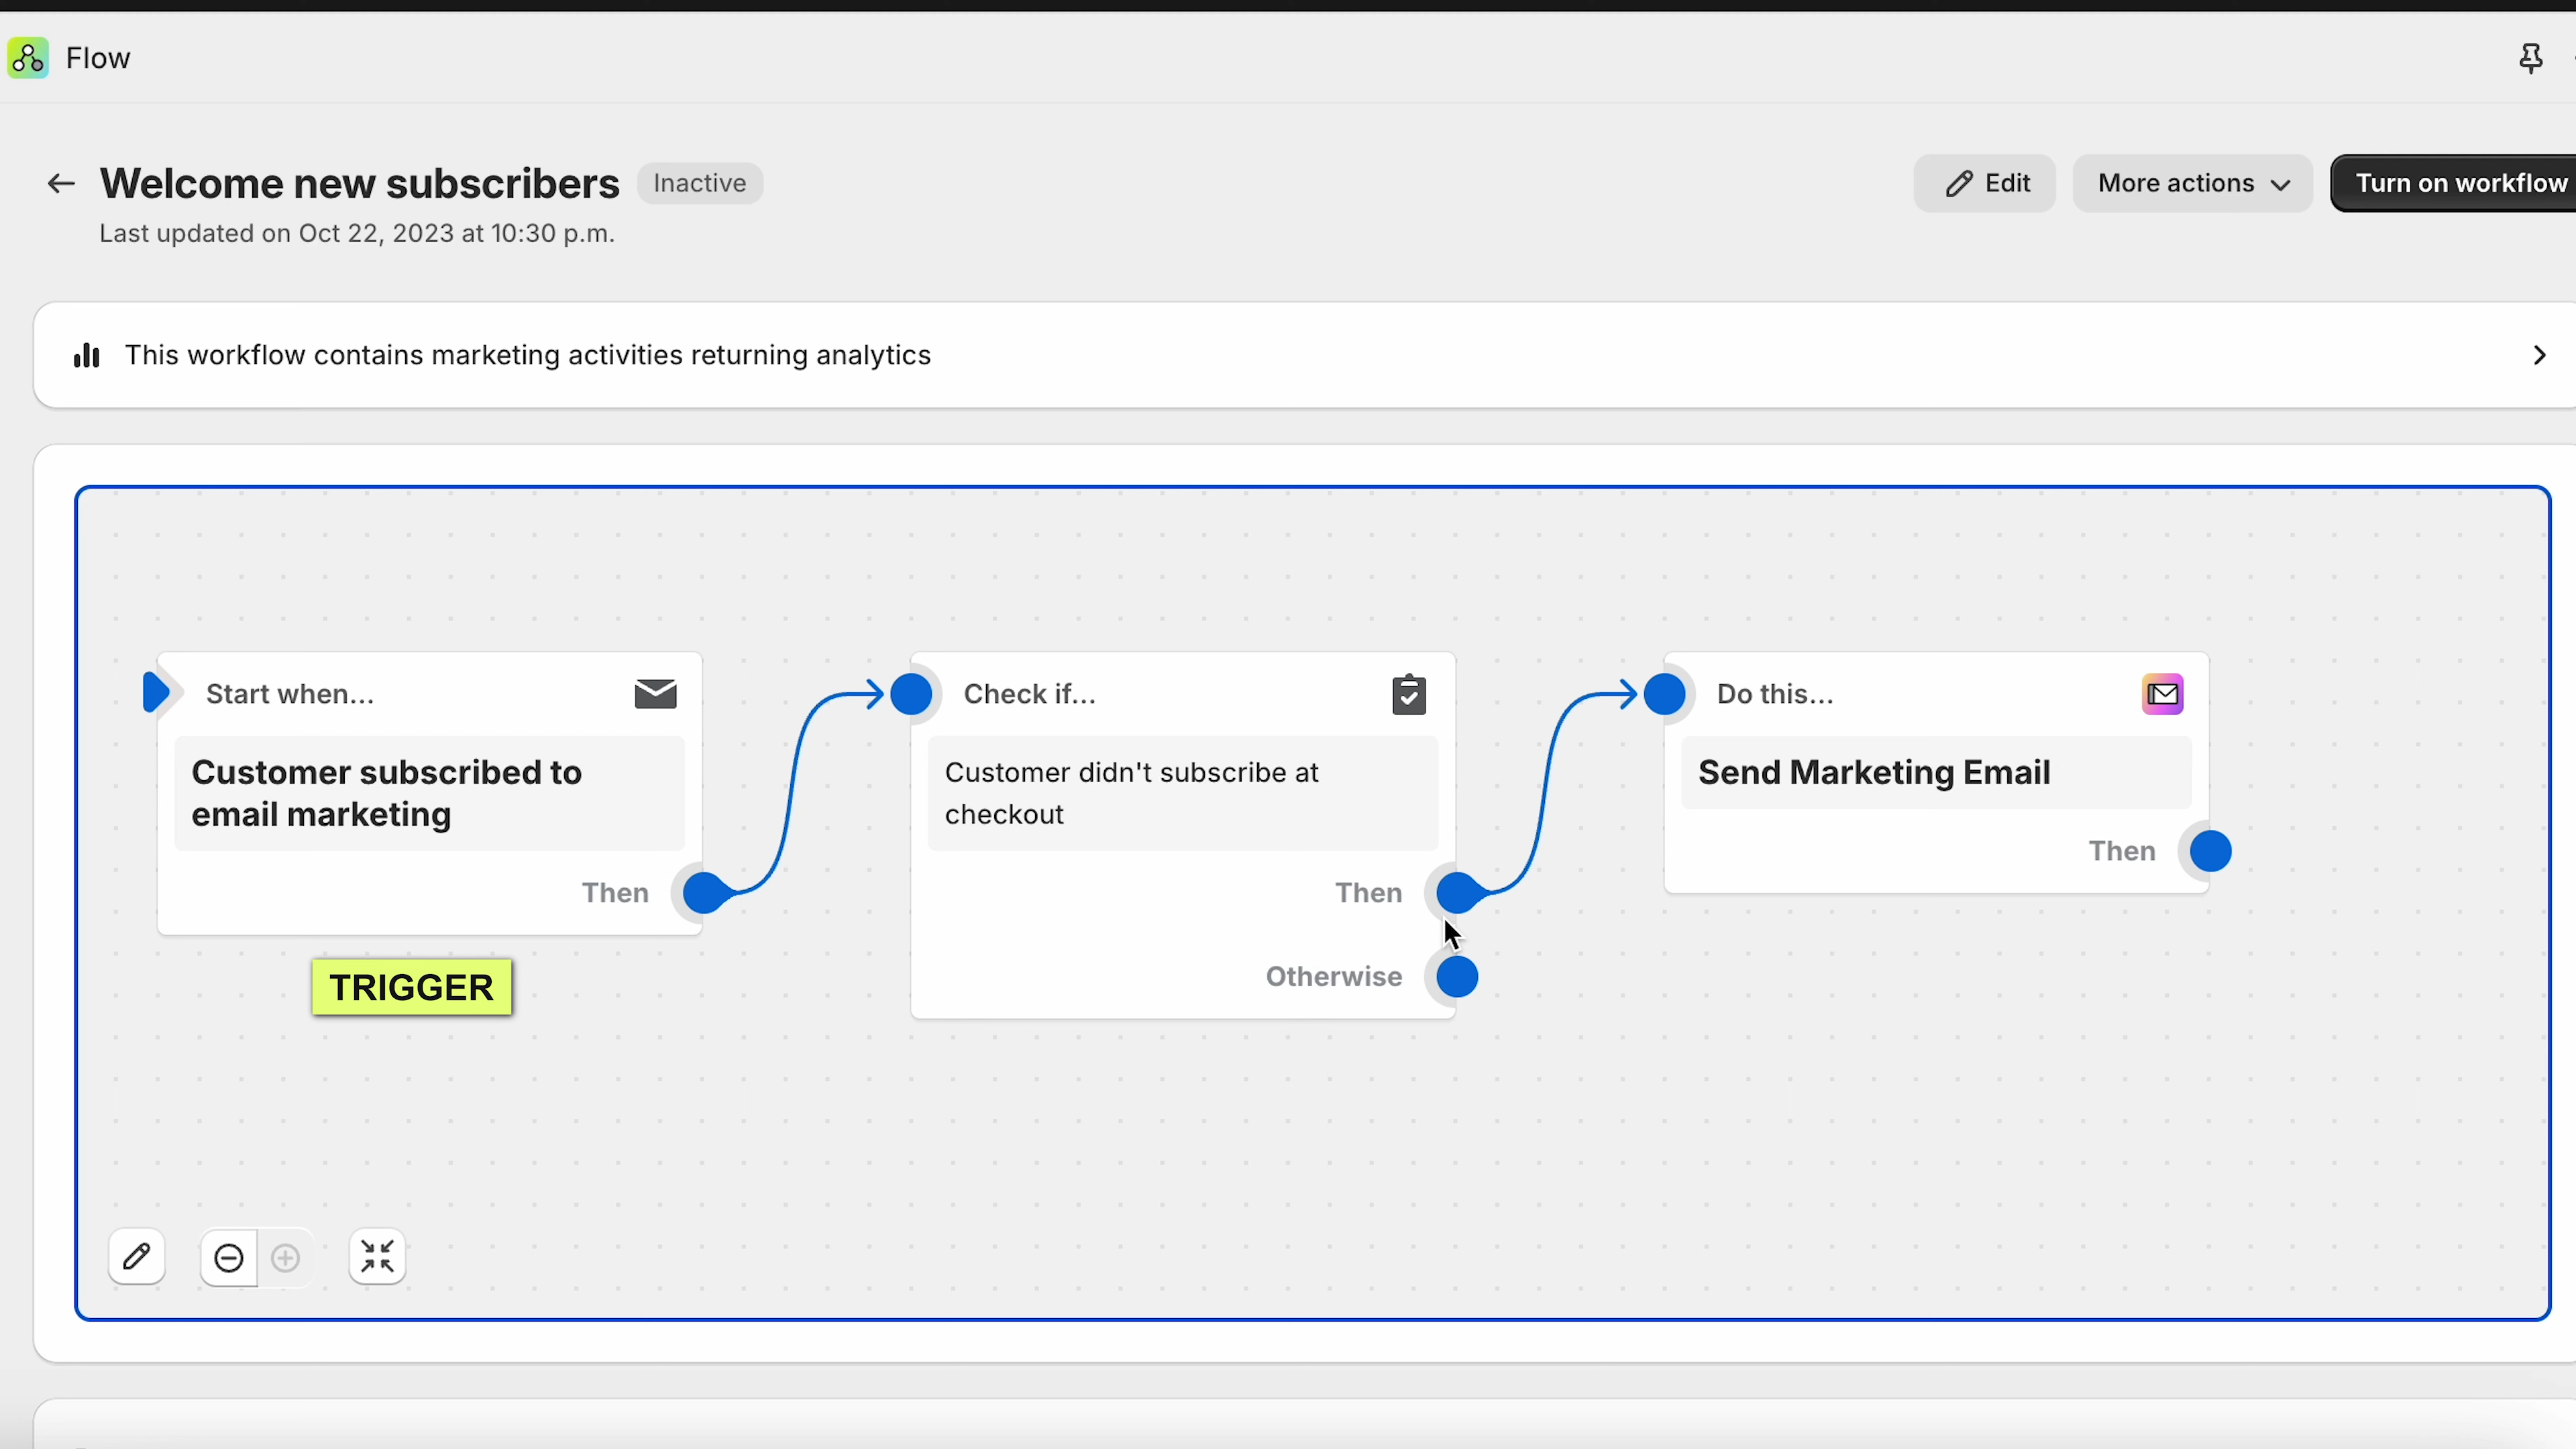 Flow
Welcome new subscribers
Inactive
Edit
More actions
Turn on workflow
Last updated on Oct 22, 2023 at 10:30 p.m.
This workflow contains marketing activities returning analytics
Start when...
Customer subscribed to
email marketing
Then
TRIGGER
Check if...
Customer didn't subscribe at
checkout
Then
Otherwise
Do this...
Send Marketing Email
Then